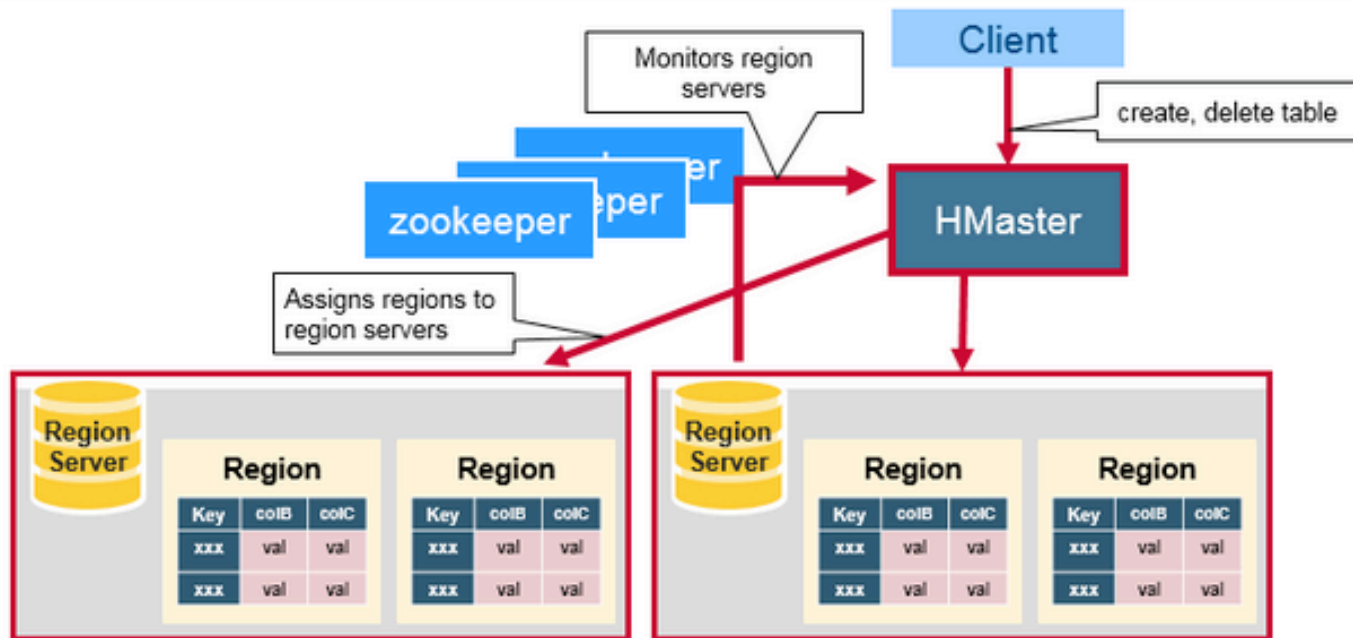 Client
Monitors region
servers
create, delete table
er
eper
zookeeper
HMaster
Assigns regions to
region servers
Region
Server
Region
Key colB colC
xxx val val
xxx val val
Region
Key colB colC
xxx val val
xxx val val
Region
Server
Region
Key colB colC
xxx val val
xxx val val
Region
Key colB colC
xxx val val
xxx val val